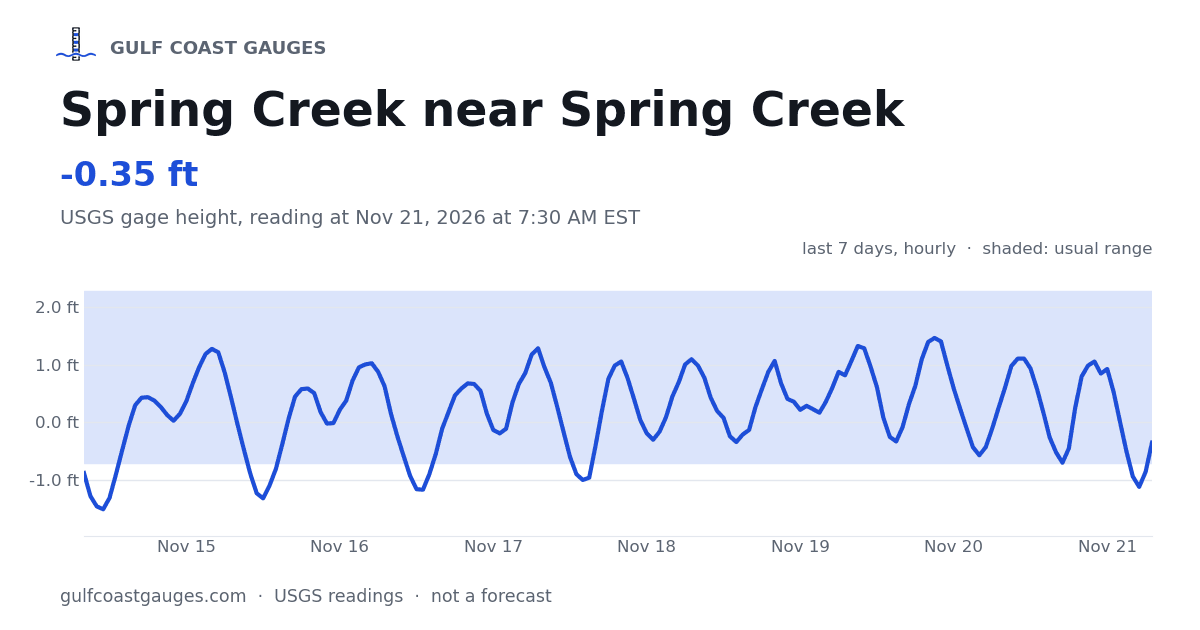 GULF COAST GAUGES
Spring Creek near Spring Creek
-0.35 ft
USGS gage height, reading at Nov 21, 2026 at 7:30 AM EST
last 7 days, hourly · shaded: usual range
2.0 ft
1.0 ft
0.0 ft
-1.0 ft
Nov 15 Nov 16 Nov 17 Nov 18 Nov 19 Nov 20 Nov 21
gulfcoastgauges.com · USGS readings · not a forecast